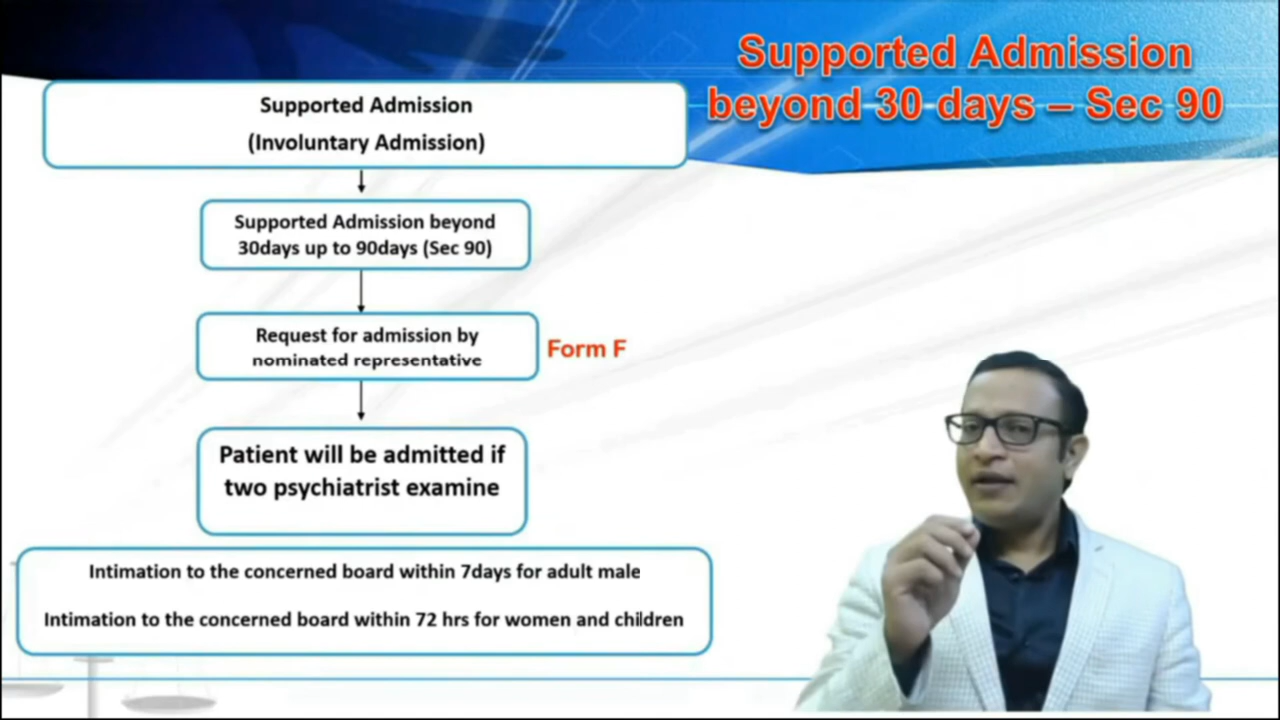 Supported Admission
beyond 30 days – Sec 90
Supported Admission
(Involuntary Admission)
Supported Admission beyond
30days up to 90days (Sec 90)
Request for admission by
nominated representative
Form F
Patient will be admitted if
two psychiatrist examine
Intimation to the concerned board within 7days for adult male
Intimation to the concerned board within 72 hrs for women and children